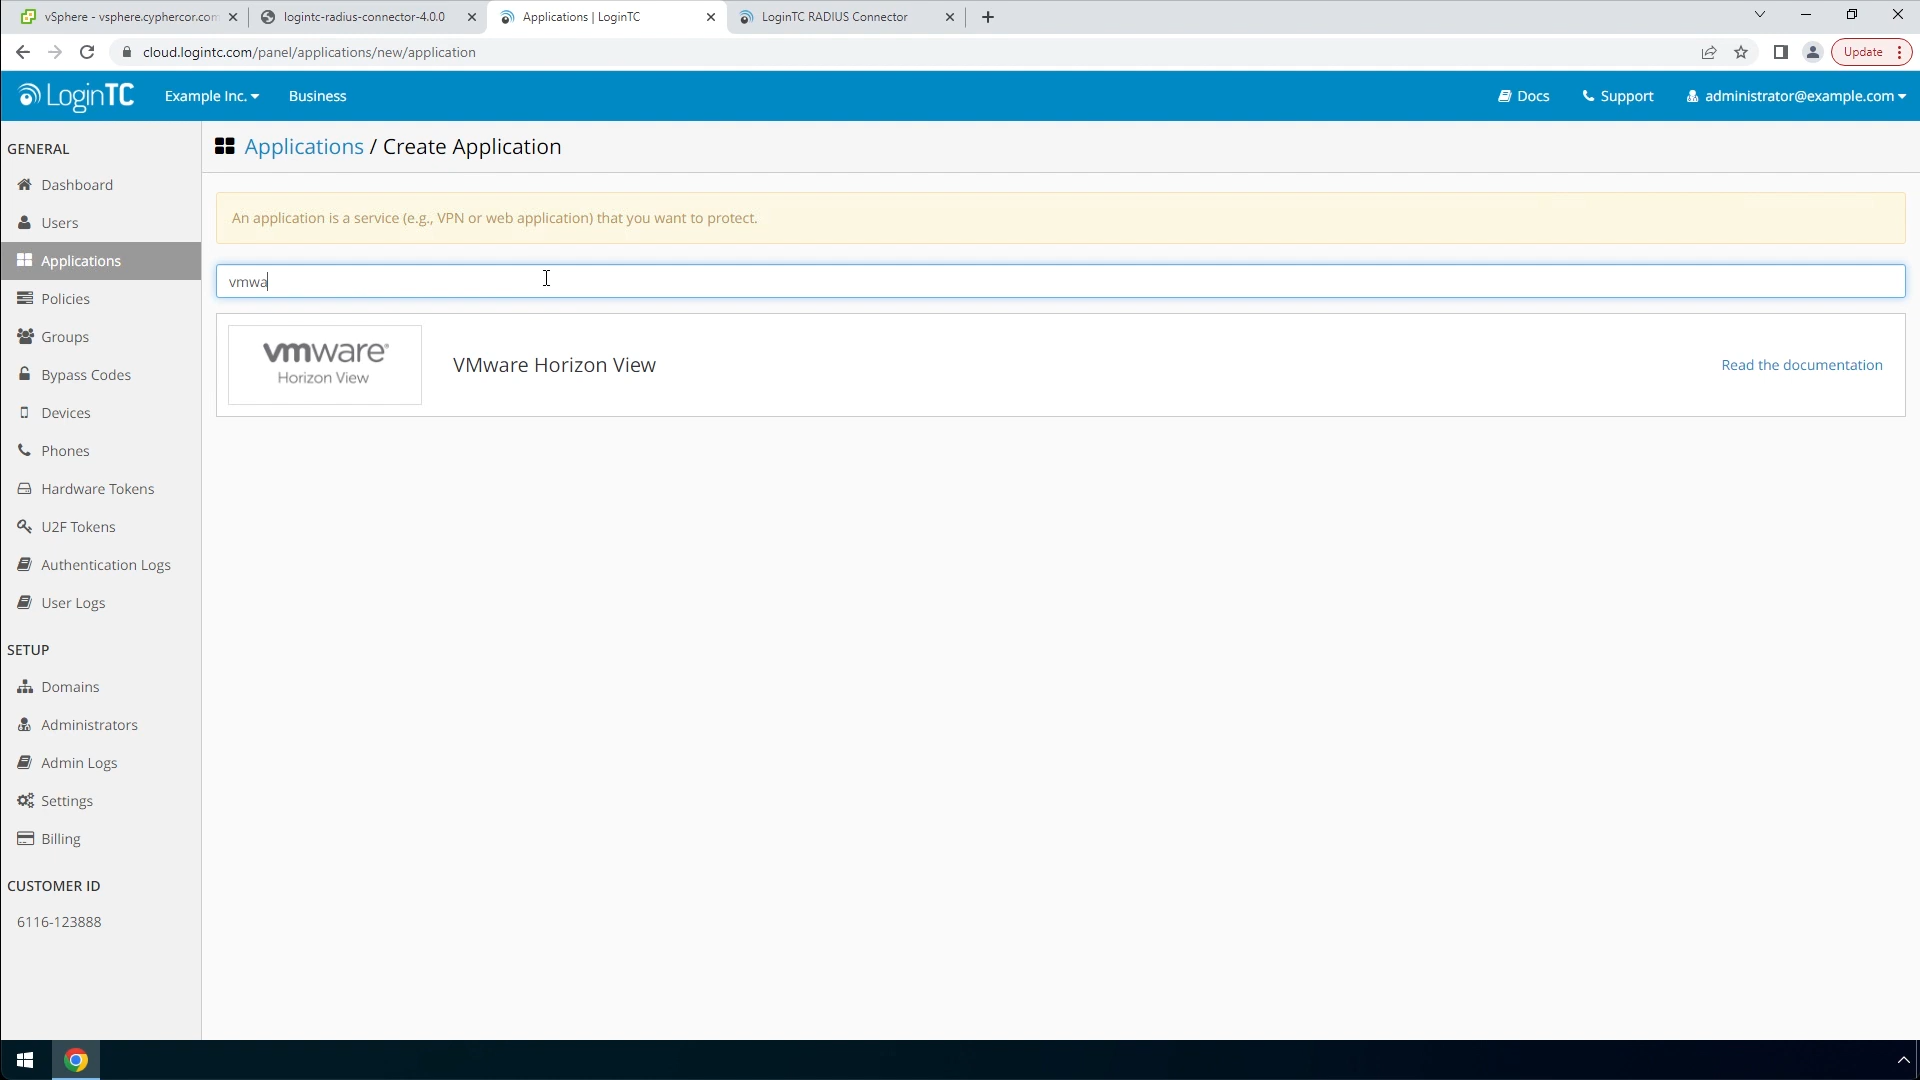 vSphere - vsphere.cyphercor.com
logintc-radius-connector-4.0.0
Applications | LoginTC
LoginTC RADIUS Connector
cloud.logintc.com/panel/applications/new/application
Update
LoginTC
Example Inc.
Business
Docs
Support
administrator@example.com
GENERAL
Dashboard
Users
Applications
Policies
Groups
Bypass Codes
Devices
Phones
Hardware Tokens
U2F Tokens
Authentication Logs
User Logs
SETUP
Domains
Administrators
Admin Logs
Settings
Billing
CUSTOMER ID
6116-123888
Applications / Create Application
An application is a service (e.g., VPN or web application) that you want to protect.
vmwa
vmware®
Horizon View
VMware Horizon View
Read the documentation